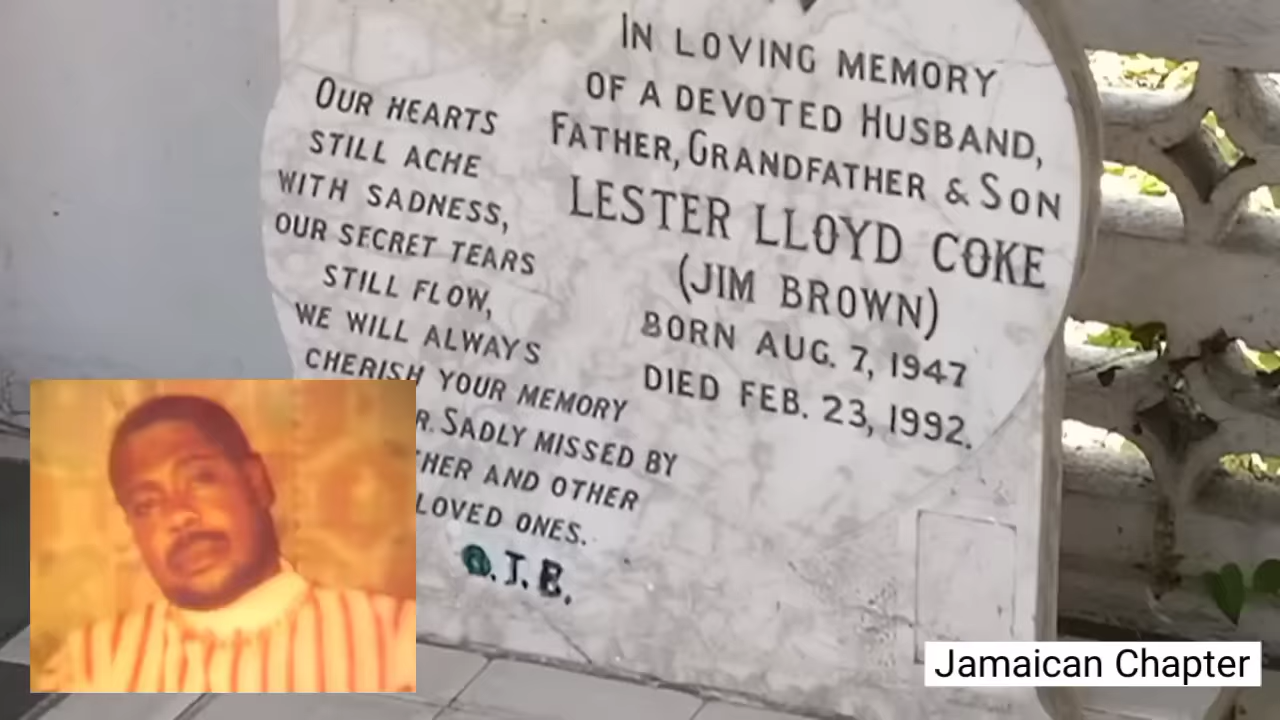 OUR HEARTS
STILL ACHE
WITH SADNESS,
OUR SECRET TEARS
STILL FLOW,
WE WILL ALWAYS
CHERISH YOUR MEMORY
SADLY MISSED BY
AND OTHER
LOVED ONES.
IN LOVING MEMORY
OF A DEVOTED HUSBAND,
FATHER, GRANDFATHER & SON
LESTER LLOYD COKE
(JIM BROWN)
BORN AUG. 7, 1947
DIED FEB. 23, 1992.
Jamaican Chapter